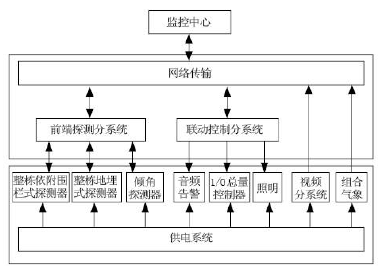 监控中心
网络传输
前端探测分系统
联动控制分系统
整栋依附围
栏式探测器
整栋地埋
式探测器
倾角
探测器
音频
告警
I/O总量
控制器
照明
视频
分系统
组合
气象
供电系统